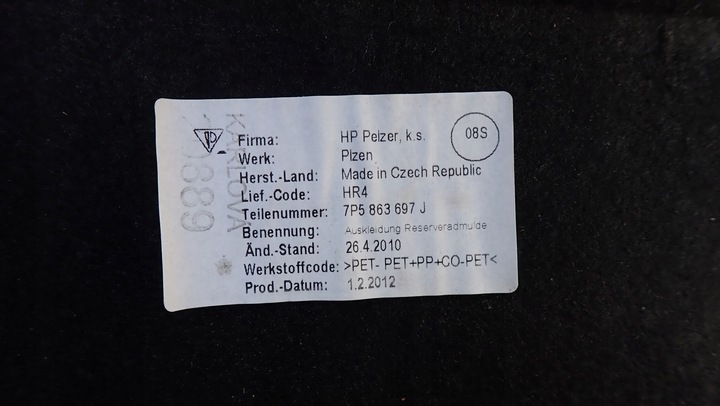 Firma: HP Pelzer, k.s.
08S
Werk: Plzen
Herst.-Land: Made in Czech Republic
Lief.-Code: HR4
Teilenummer: 7P5 863 697 J
Benennung: Auskleidung Reserveradmulde
Änd.-Stand: 26.4.2010
Werkstoffcode: >PET- PET+PP+CO-PET<
Prod.-Datum: 1.2.2012
KARLOVA